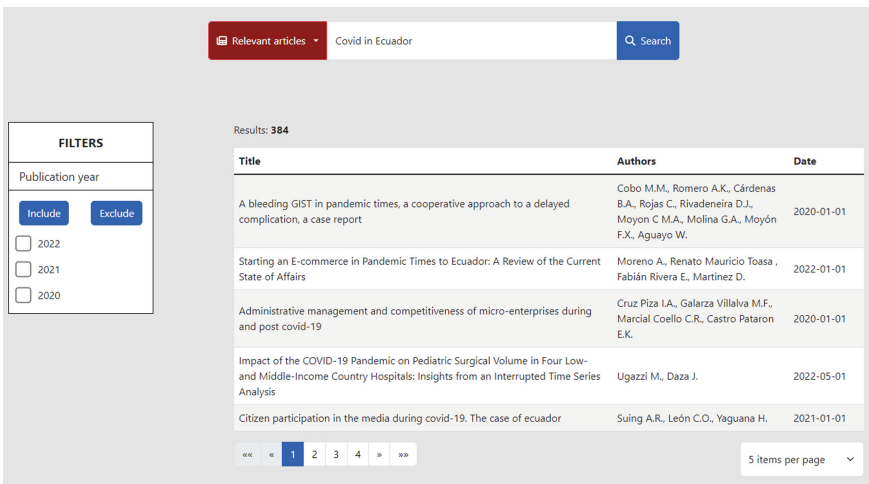 Relevant articles
Covid in Ecuador
Search
FILTERS
Publication year
Include
Exclude
2022
2021
2020
Results: 384
Title Authors Date
A bleeding GIST in pandemic times, a cooperative approach to a delayed
complication, a case report
Cobo M.M., Romero A.K., Cárdenas
B.A., Rojas C., Rivadeneira D.J.,
Moyon C M.A., Molina G.A., Moyón
F.X., Aguayo W.
2020-01-01
Starting an E-commerce in Pandemic Times to Ecuador: A Review of the Current
State of Affairs
Moreno A., Renato Mauricio Toasa ,
Fabián Rivera E., Martinez D.
2022-01-01
Administrative management and competitiveness of micro-enterprises during
and post covid-19
Cruz Piza I.A., Galarza Villalva M.F.,
Marcial Coello C.R., Castro Pataron
E.K.
2020-01-01
Impact of the COVID-19 Pandemic on Pediatric Surgical Volume in Four Low-
and Middle-Income Country Hospitals: Insights from an Interrupted Time Series
Analysis
Ugazzi M., Daza J.
2022-05-01
Citizen participation in the media during covid-19. The case of ecuador
Suing A.R., León C.O., Yaguana H.
2021-01-01
«« « 1 2 3 4 » »»
5 items per page